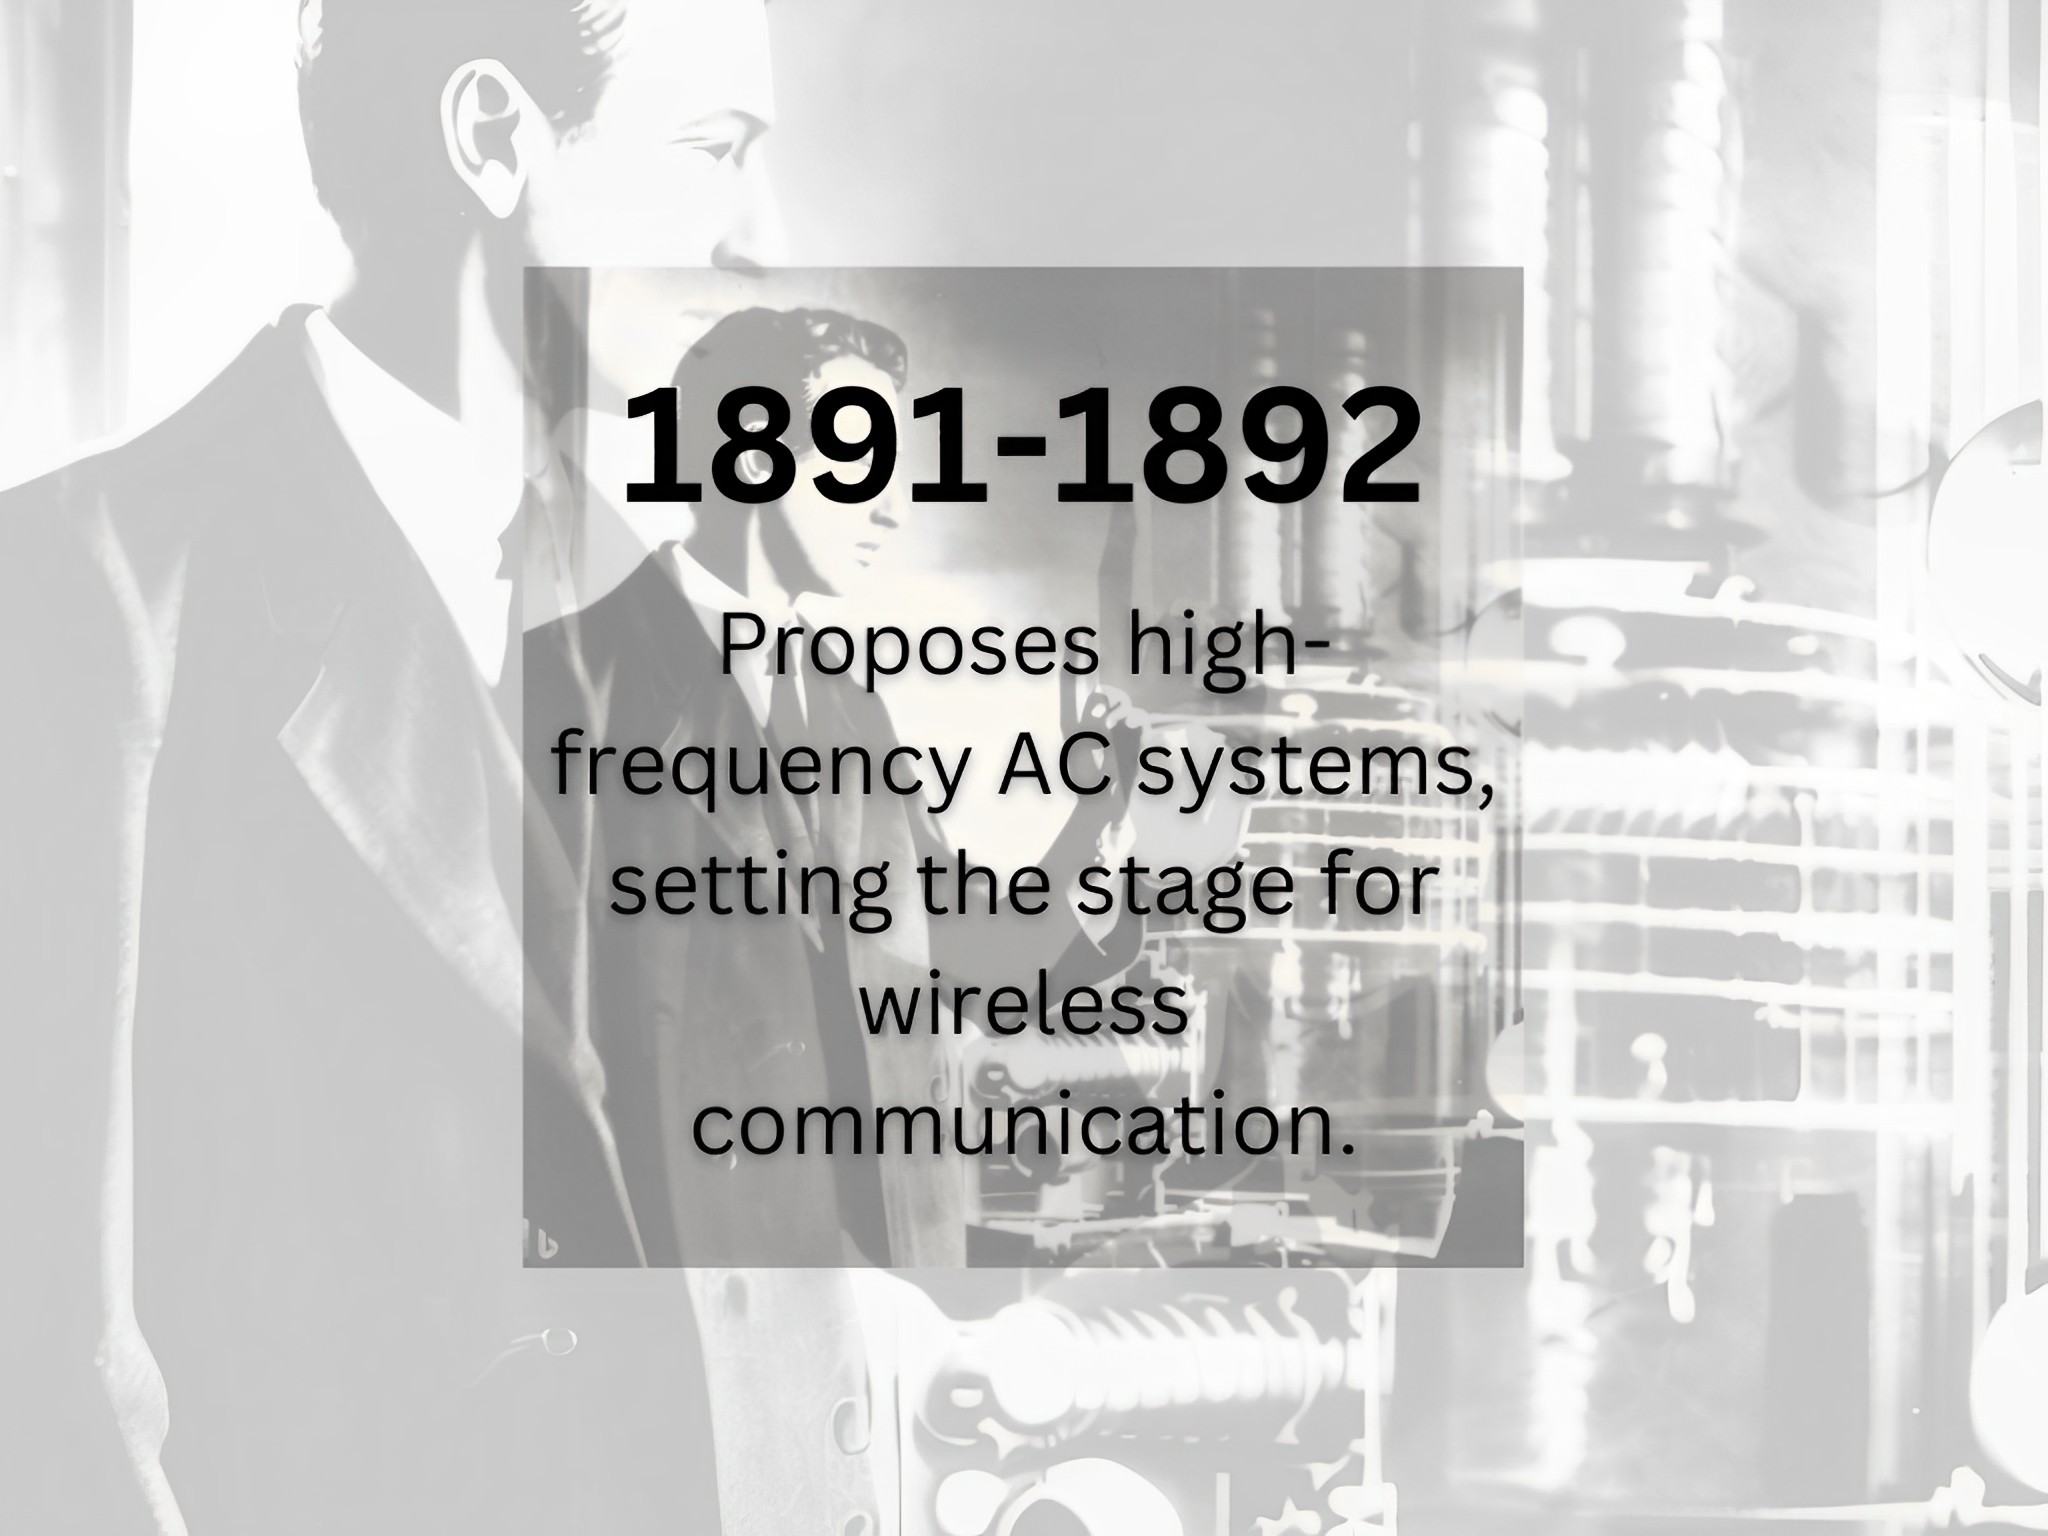 1891-1892
Proposes high-
frequency AC systems,
setting the stage for
wireless
communication.